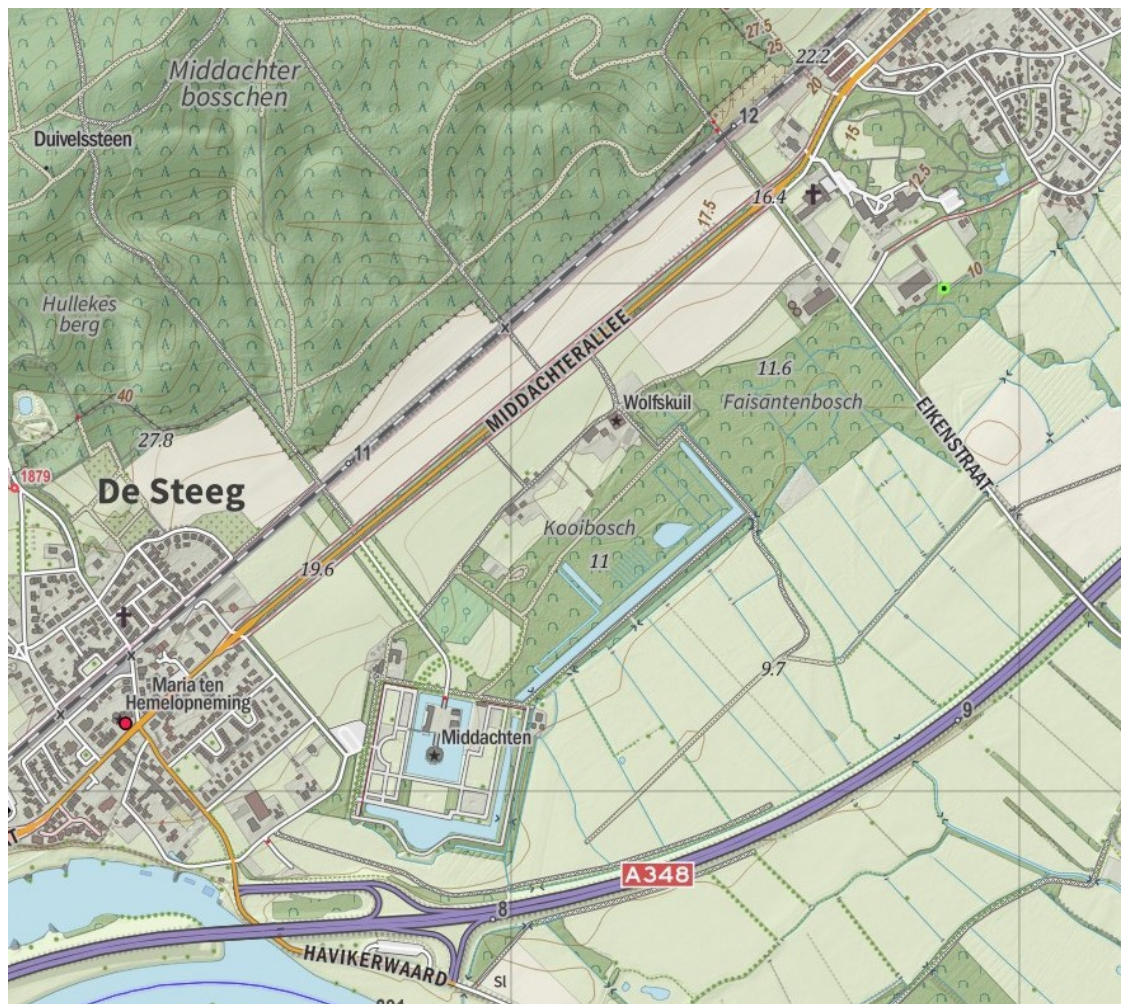 27.5
25
22.2
20
Middachter
bosschen
12
15
Duivelssteen
12.5
16.4
17.5
10
Hullekes
berg
MIDDACHTERALLEE
11.6
40
Wolfskuil
Faisantenbosch
EIKENSTRAAT
27.8
11
1879
De Steeg
Kooibosch
11
19.6
9.7
Maria ten
Hemelopneming
9
Middachten
A348
8
HAVIKERWAARD
sl